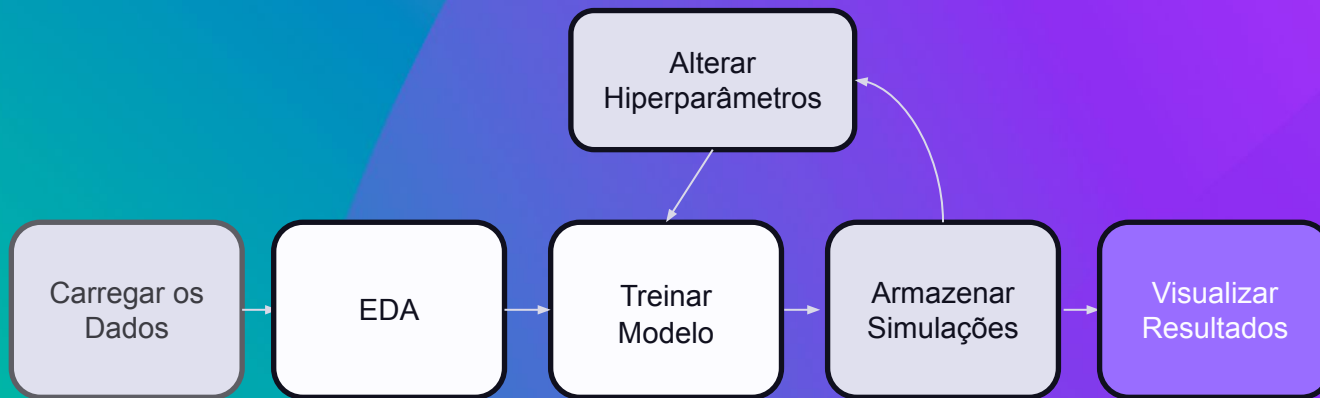 Alterar
Hiperparâmetros
Carregar os
Dados
EDA
Treinar
Modelo
Armazenar
Simulações
Visualizar
Resultados